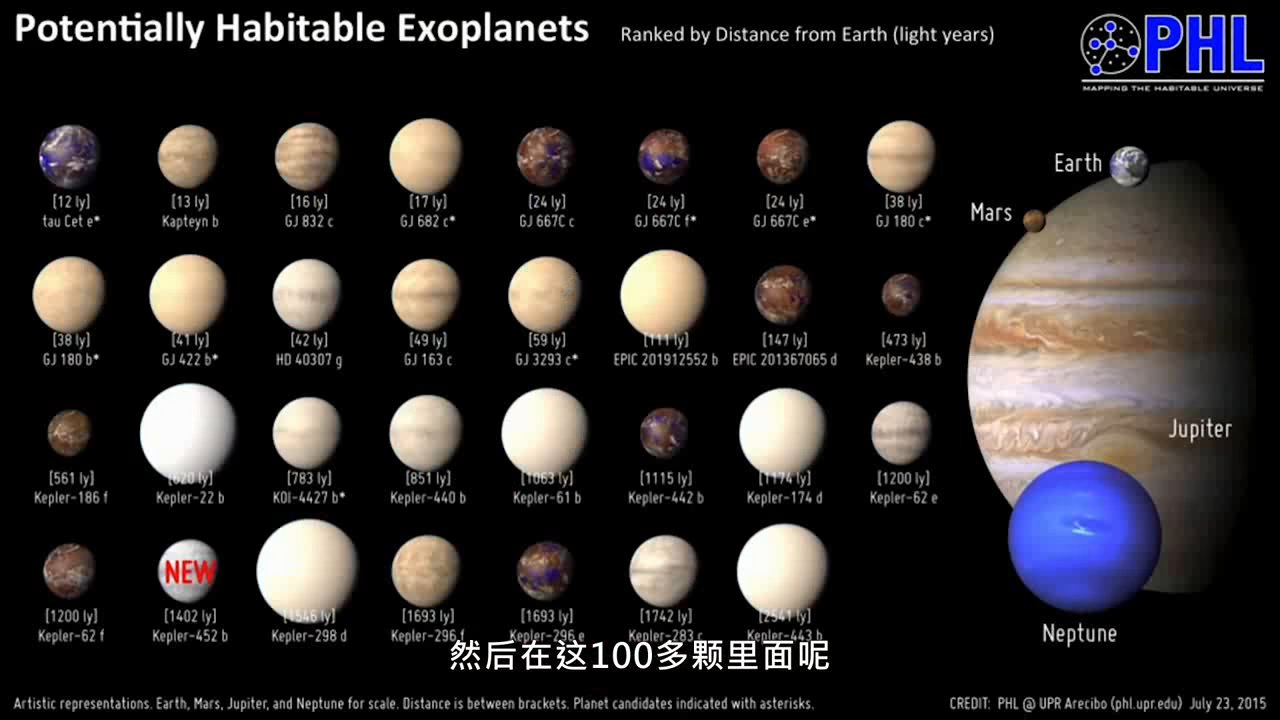 Potentially Habitable Exoplanets
Ranked by Distance from Earth (light years)
PHL
MAPPING THE HABITABLE UNIVERSE
[12 ly] [13 ly] [16 ly] [17 ly] [24 ly] [24 ly] [24 ly] [38 ly]
tau Cet e* Kapteyn b GJ 832 c GJ 682 c* GJ 667C c GJ 667C f* GJ 667C e* GJ 180 c*
Earth
Mars
[38 ly] [41 ly] [42 ly] [49 ly] [59 ly] [111 ly] [147 ly] [473 ly]
GJ 180 b* GJ 422 b* HD 40307 g GJ 163 c GJ 3293 c* EPIC 201912552 b EPIC 201367065 d Kepler-438 b
Jupiter
[561 ly] [620 ly] [783 ly] [851 ly] [1063 ly] [1115 ly] [1174 ly] [1200 ly]
Kepler-186 f Kepler-22 b KOI-4427 b* Kepler-440 b Kepler-61 b Kepler-442 b Kepler-174 d Kepler-62 e
NEW
[1200 ly] [1402 ly] [1546 ly] [1693 ly] [1693 ly] [1742 ly] [2541 ly]
Kepler-62 f Kepler-452 b Kepler-298 d Kepler-296 f Kepler-296 e Kepler-283 c Kepler-443 b
Neptune
然后在这100多颗里面呢
Artistic representations. Earth, Mars, Jupiter, and Neptune for scale. Distance is between brackets. Planet candidates indicated with asterisks.
CREDIT: PHL @ UPR Arecibo (phl.upr.edu) July 23, 2015